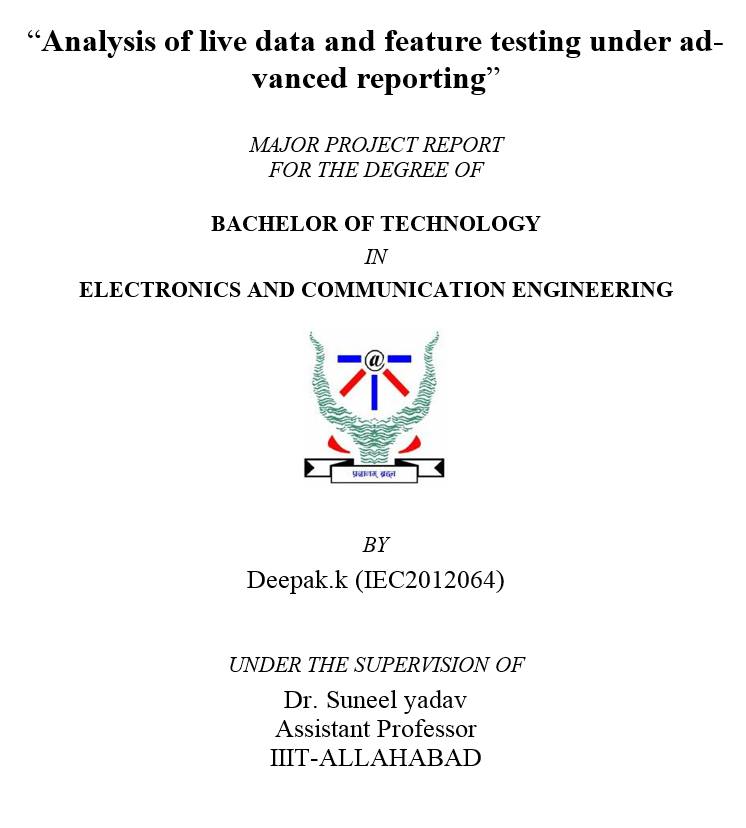 “Analysis of live data and feature testing under ad-
vanced reporting”
MAJOR PROJECT REPORT
FOR THE DEGREE OF
BACHELOR OF TECHNOLOGY
IN
ELECTRONICS AND COMMUNICATION ENGINEERING
@
प्रज्ञानम् ब्रह्म
BY
Deepak.k (IEC2012064)
UNDER THE SUPERVISION OF
Dr. Suneel yadav
Assistant Professor
IIIT-ALLAHABAD